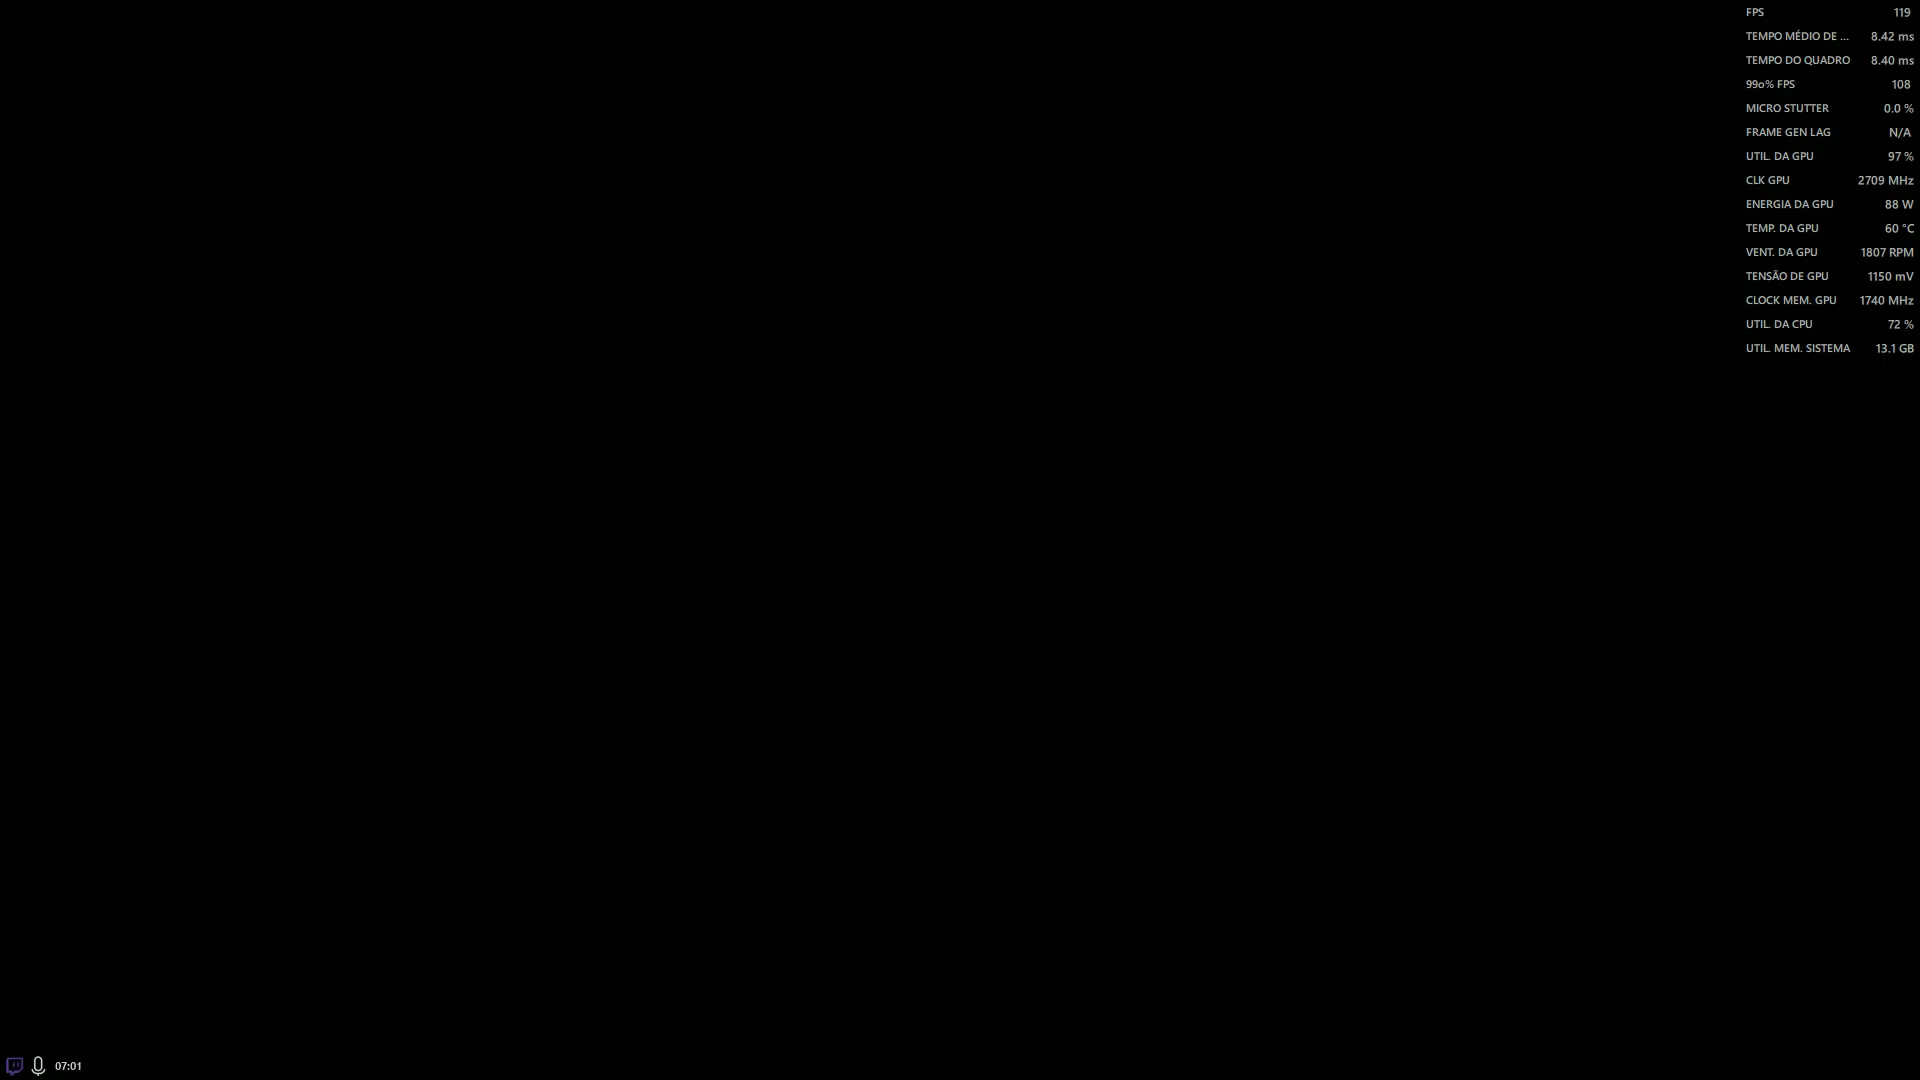 FPS 119
TEMPO MÉDIO DE ... 8.42 ms
TEMPO DO QUADRO 8.40 ms
99o% FPS 108
MICRO STUTTER 0.0 %
FRAME GEN LAG N/A
UTIL. DA GPU 97 %
CLK GPU 2709 MHz
ENERGIA DA GPU 88 W
TEMP. DA GPU 60 °C
VENT. DA GPU 1807 RPM
TENSÃO DE GPU 1150 mV
CLOCK MEM. GPU 1740 MHz
UTIL. DA CPU 72 %
UTIL. MEM. SISTEMA 13.1 GB
07:01